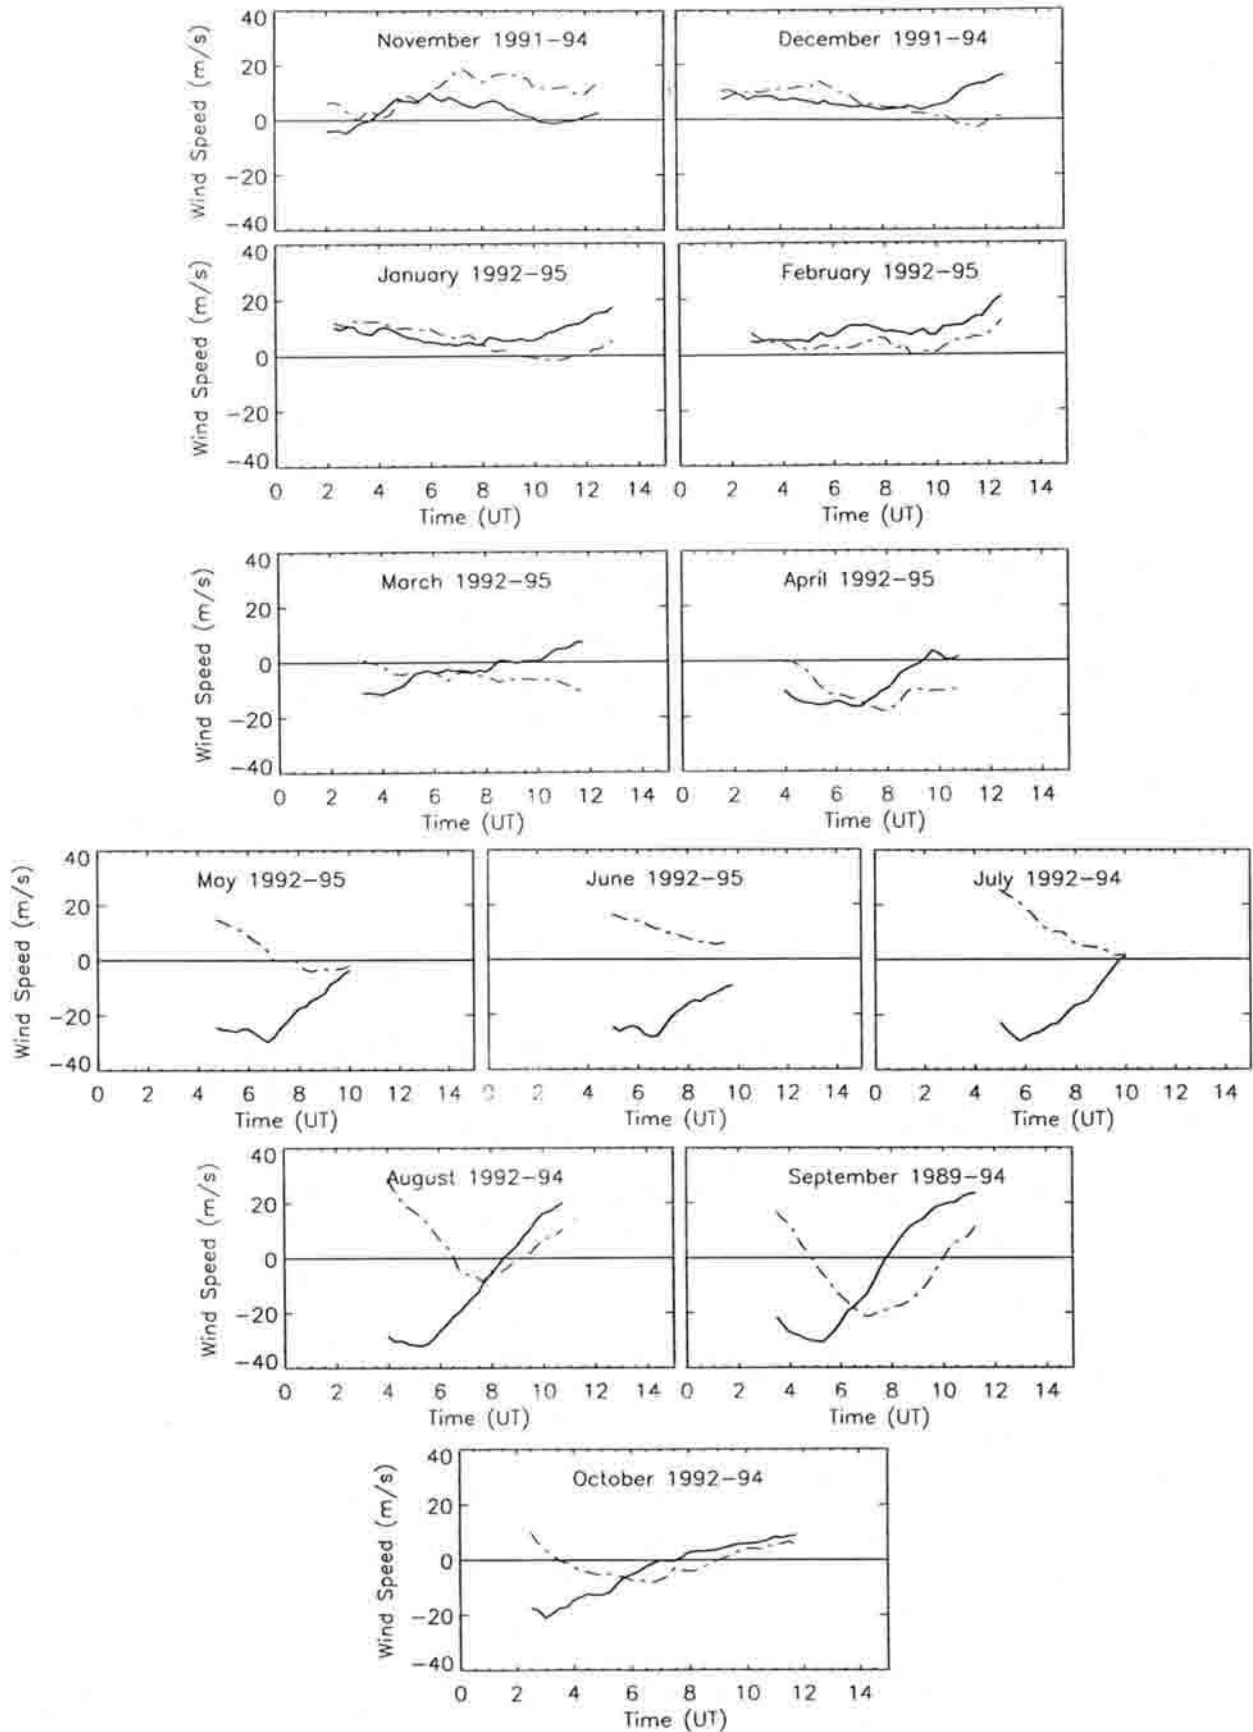 November 1991-94
December 1991-94
Wind Speed (m/s)
40
20
0
-20
-40
January 1992-95
February 1992-95
Wind Speed (m/s)
40
20
0
-20
-40
0 2 4 6 8 10 12 14 0 2 4 6 8 10 12 14
Time (UT) Time (UT)
March 1992-95
April 1992-95
Wind Speed (m/s)
40
20
0
-20
-40
0 2 4 6 8 10 12 14 0 2 4 6 8 10 12 14
Time (UT) Time (UT)
May 1992-95
June 1992-95
July 1992-94
Wind Speed (m/s)
40
20
0
-20
-40
0 2 4 6 8 10 12 14 0 2 4 6 8 10 12 14 0 2 4 6 8 10 12 14
Time (UT) Time (UT) Time (UT)
August 1992-94
September 1989-94
Wind Speed (m/s)
40
20
0
-20
-40
0 2 4 6 8 10 12 14 0 2 4 6 8 10 12 14
Time (UT) Time (UT)
October 1992-94
Wind Speed (m/s)
40
20
0
-20
-40
0 2 4 6 8 10 12 14
Time (UT)